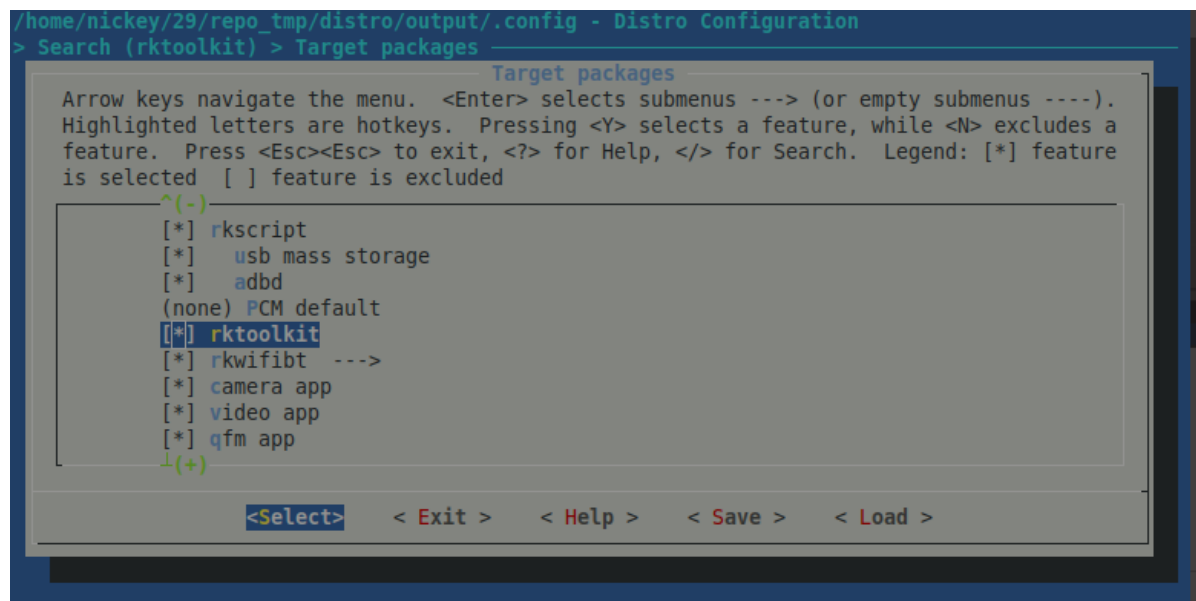 /home/nickey/29/repo_tmp/distro/output/.config - Distro Configuration
> Search (rktoolkit) > Target packages
Target packages
Arrow keys navigate the menu.  <Enter> selects submenus ---> (or empty submenus ----).
Highlighted letters are hotkeys.  Pressing <Y> selects a feature, while <N> excludes a
feature.  Press <Esc><Esc> to exit, <?> for Help, </> for Search.  Legend: [*] feature
is selected  [ ] feature is excluded
^(-)
[*] rkscript
[*]   usb mass storage
[*]   adbd
(none) PCM default
[*] rktoolkit
[*] rkwifibt  --->
[*] camera app
[*] video app
[*] qfm app
┴(+)
<Select>    < Exit >    < Help >    < Save >    < Load >